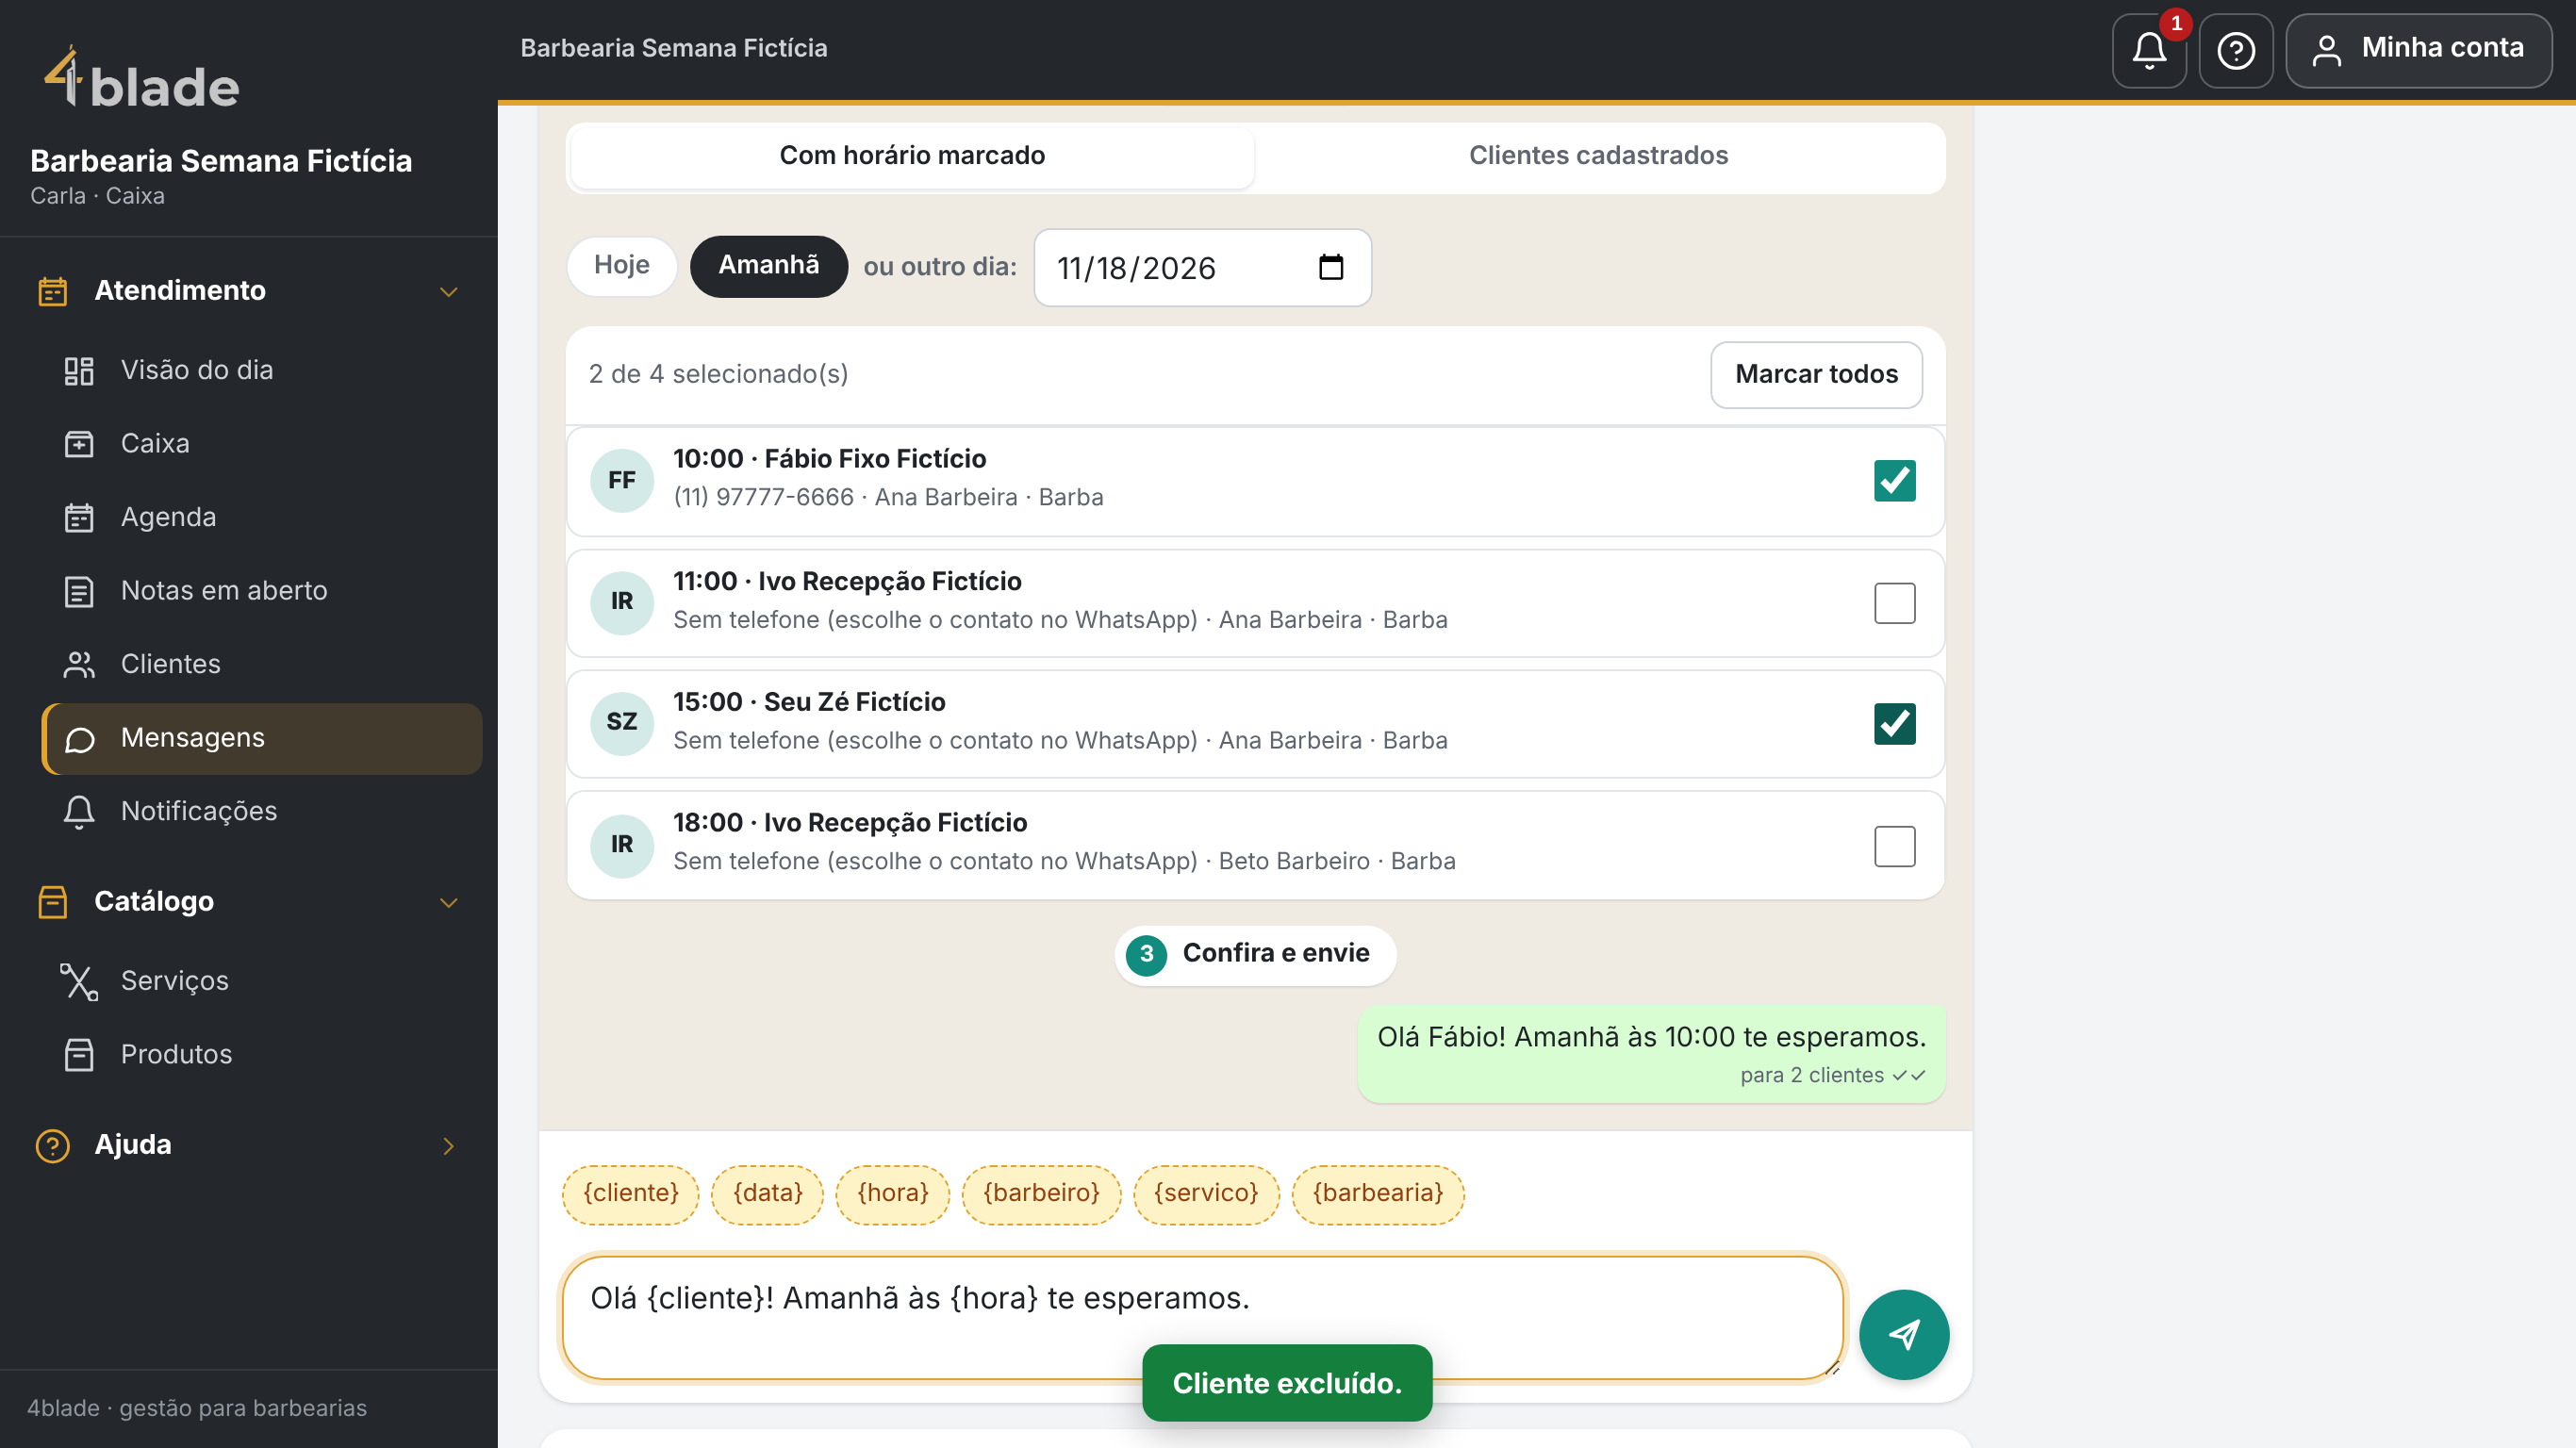 4blade
Barbearia Semana Fictícia
Carla · Caixa
Atendimento
Visão do dia
Caixa
Agenda
Notas em aberto
Clientes
Mensagens
Notificações
Catálogo
Serviços
Produtos
Ajuda
4blade · gestão para barbearias
Barbearia Semana Fictícia
1
Minha conta
Com horário marcado
Clientes cadastrados
Hoje
Amanhã
ou outro dia:
11/18/2026
2 de 4 selecionado(s)
Marcar todos
FF
10:00 · Fábio Fixo Fictício
(11) 97777-6666 · Ana Barbeira · Barba
IR
11:00 · Ivo Recepção Fictício
Sem telefone (escolhe o contato no WhatsApp) · Ana Barbeira · Barba
SZ
15:00 · Seu Zé Fictício
Sem telefone (escolhe o contato no WhatsApp) · Ana Barbeira · Barba
IR
18:00 · Ivo Recepção Fictício
Sem telefone (escolhe o contato no WhatsApp) · Beto Barbeiro · Barba
3 Confira e envie
Olá Fábio! Amanhã às 10:00 te esperamos.
para 2 clientes ✓✓
{cliente} {data} {hora} {barbeiro} {servico} {barbearia}
Olá {cliente}! Amanhã às {hora} te esperamos.
Cliente excluído.